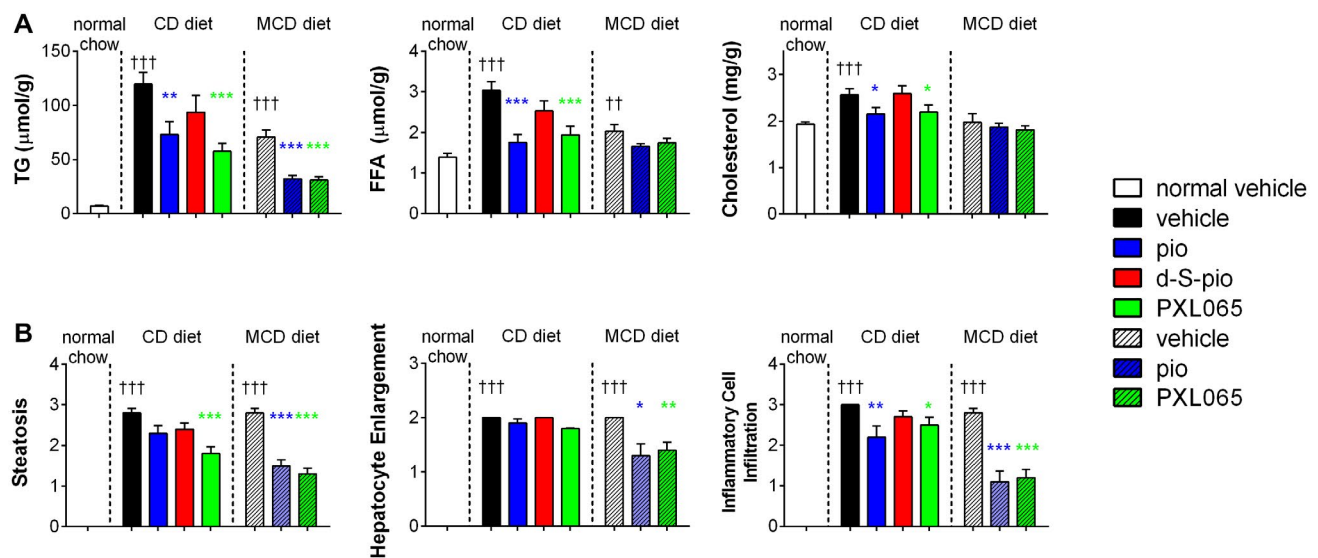 A
normal chow
CD diet
MCD diet
TG (μmol/g)
150
100
50
0
†††
**
***
†††
***
***
CD diet
MCD diet
FFA (μmol/g)
4
3
2
1
0
†††
***
***
††
CD diet
MCD diet
Cholesterol (mg/g)
4
3
2
1
0
†††
*
*
normal vehicle
vehicle
pio
d-S-pio
PXL065
vehicle
pio
PXL065
B
normal chow
CD diet
MCD diet
Steatosis
4
3
2
1
0
†††
***
†††
***
***
normal chow
CD diet
MCD diet
Hepatocyte Enlargement
3
2
1
0
†††
†††
*
**
normal chow
CD diet
MCD diet
Inflammatory Cell
Infiltration
4
3
2
1
0
†††
**
*
†††
***
***